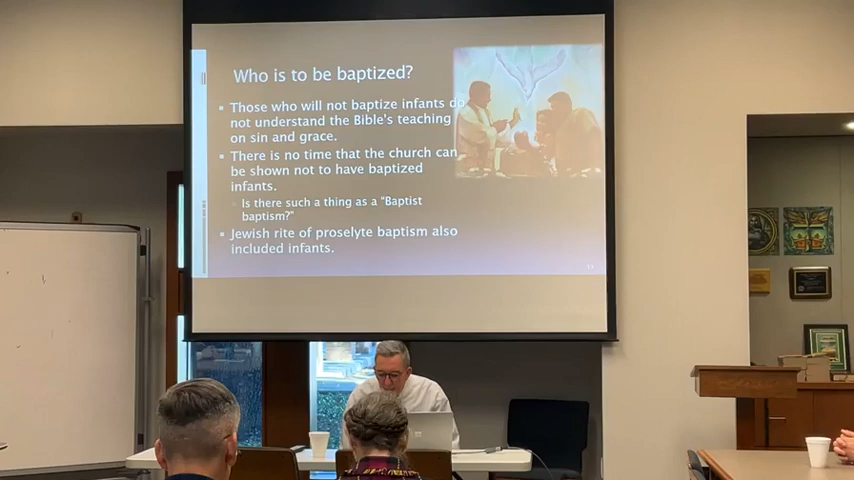 Who is to be baptized?
Those who will not baptize infants do
not understand the Bible's teaching
on sin and grace.
There is no time that the church can
be shown not to have baptized
infants.
Is there such a thing as a "Baptist
baptism?"
Jewish rite of proselyte baptism also
included infants.